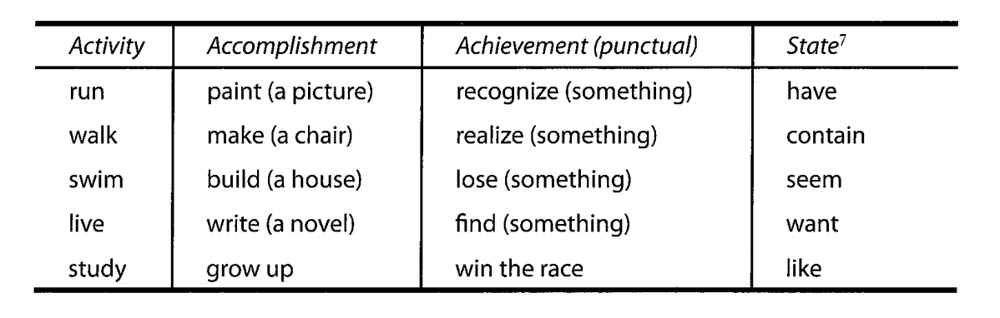 Activity Accomplishment Achievement (punctual) State⁷
run paint (a picture) recognize (something) have
walk make (a chair) realize (something) contain
swim build (a house) lose (something) seem
live write (a novel) find (something) want
study grow up win the race like